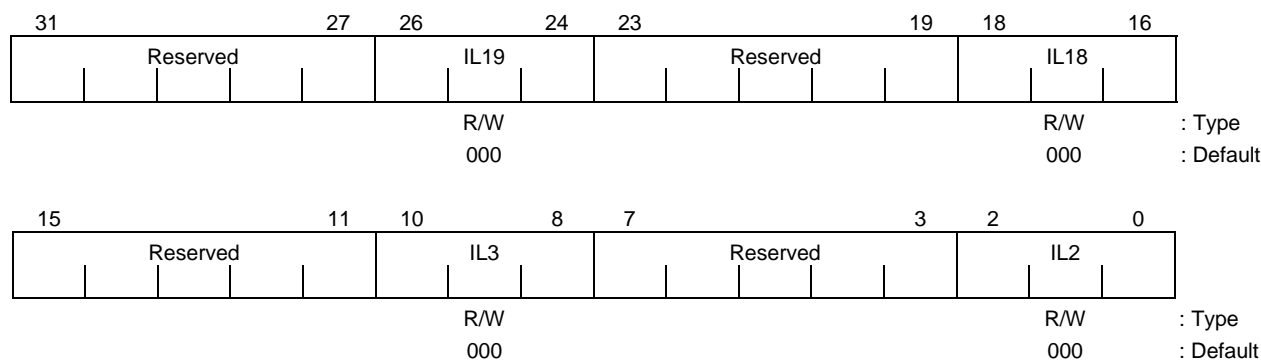 31 27 26 24 23 19 18 16
Reserved IL19 Reserved IL18
R/W R/W : Type
000 000 : Default
15 11 10 8 7 3 2 0
Reserved IL3 Reserved IL2
R/W R/W : Type
000 000 : Default